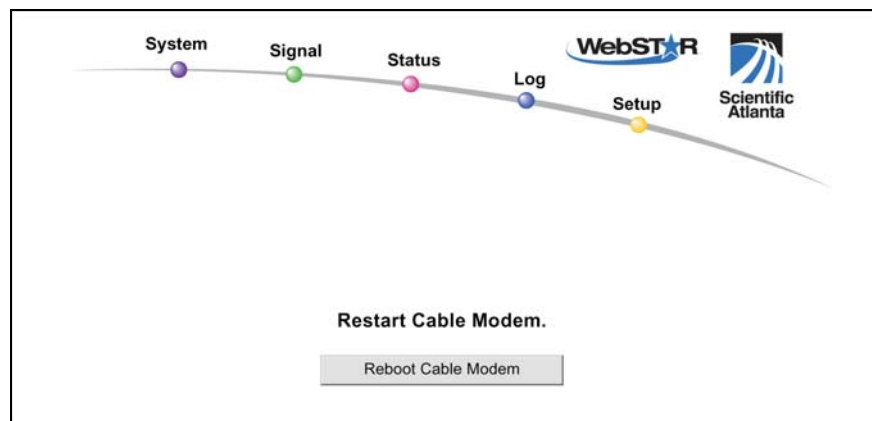 System
Signal
Status
Log
Setup
WebSTAR
Scientific
Atlanta
Restart Cable Modem.
Reboot Cable Modem